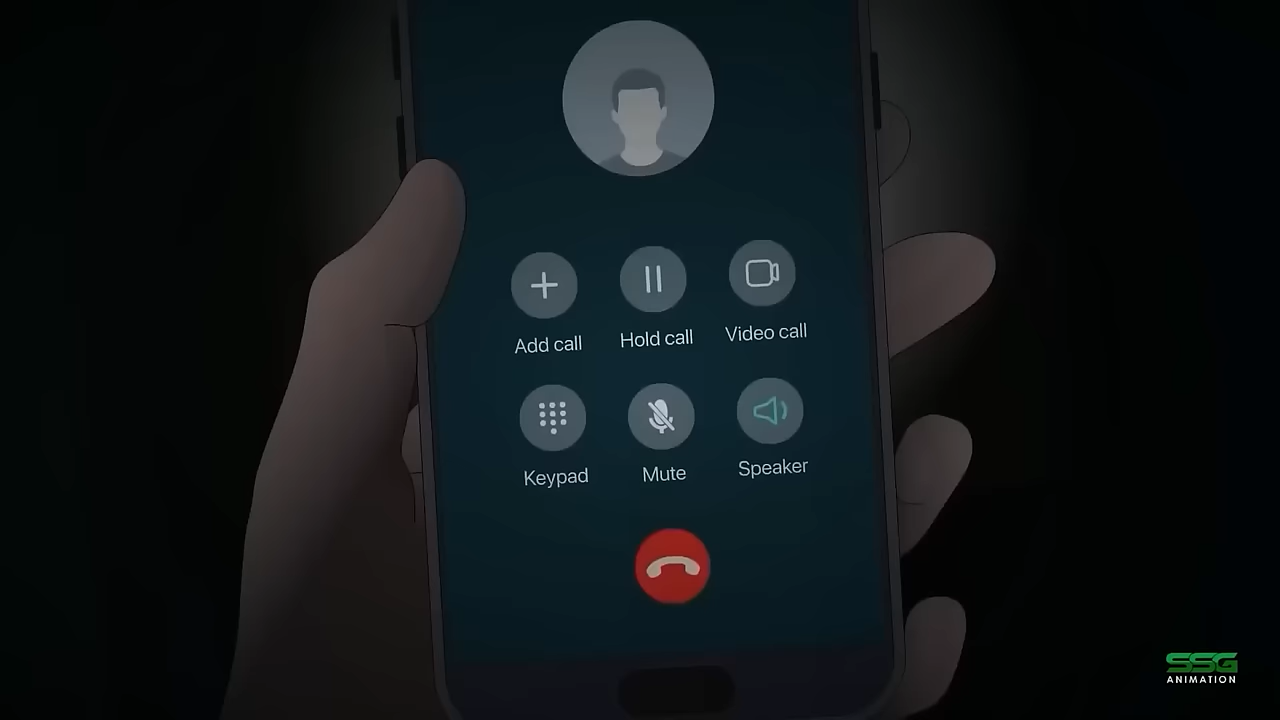 Add call
Hold call
Video call
Keypad
Mute
Speaker
SSG
ANIMATION